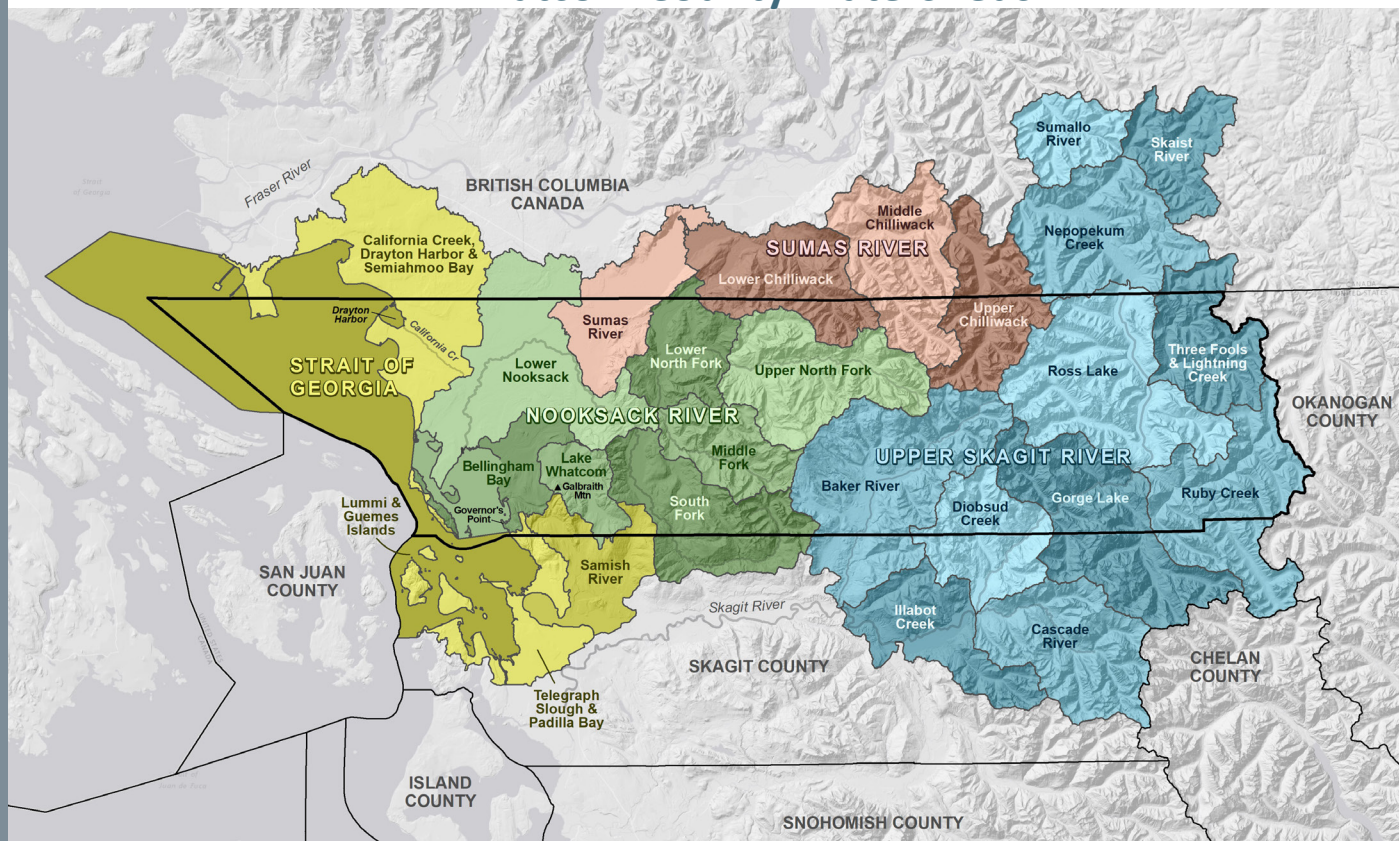 Sumallo
River
Skaist
River
Fraser River
BRITISH COLUMBIA
CANADA
Middle
Chilliwack
SUMAS RIVER
Nepopekum
Creek
California Creek,
Drayton Harbor &
Semiahmoo Bay
Lower Chilliwack
Drayton
Harbor
California Cr
Sumas
River
Upper
Chilliwack
STRAIT OF
GEORGIA
Lower
Nooksack
Lower
North Fork
Upper North Fork
Ross Lake
Three Fools
& Lightning
Creek
OKANOGAN
COUNTY
NOOKSACK RIVER
UPPER SKAGIT RIVER
Bellingham
Bay
Lake
Whatcom
Galbraith
Mtn
Middle
Fork
Baker River
Gorge Lake
Ruby Creek
Lummi &
Guemes
Islands
Governor's
Point
South
Fork
Diobsud
Creek
SAN JUAN
COUNTY
Samish
River
Skagit River
Illabot
Creek
Cascade
River
SKAGIT COUNTY
CHELAN
COUNTY
Telegraph
Slough &
Padilla Bay
ISLAND
COUNTY
SNOHOMISH COUNTY